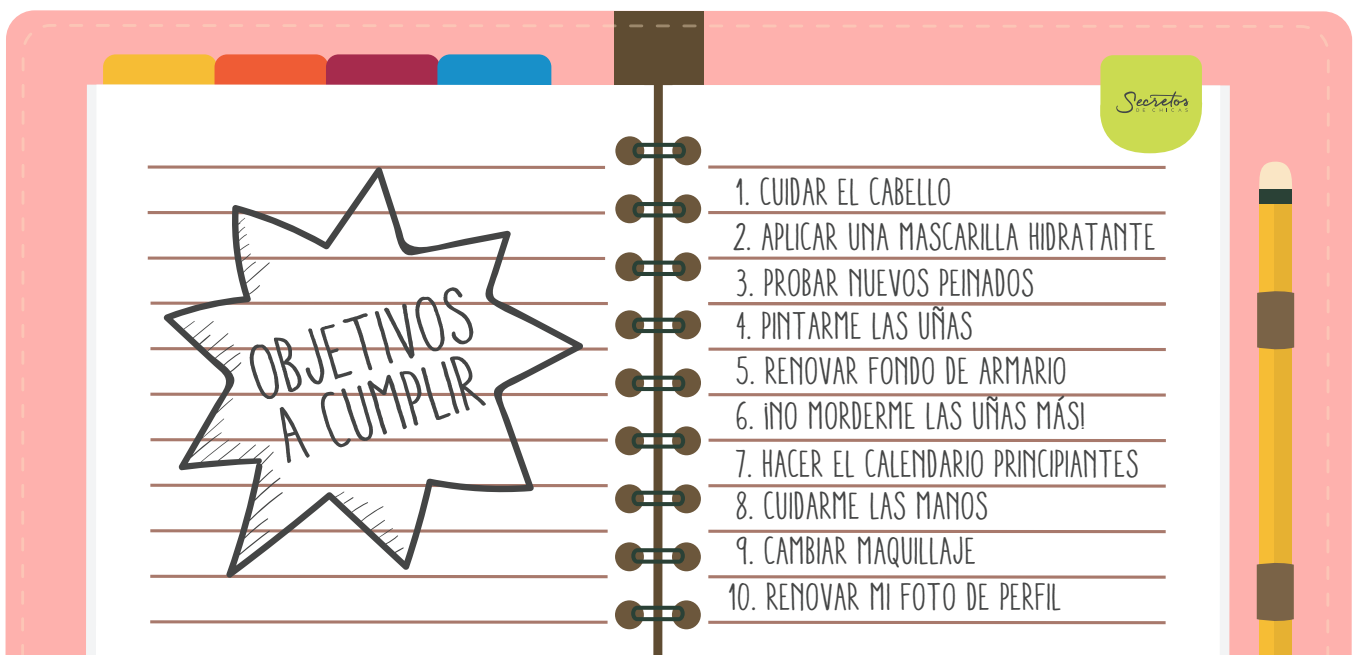 OBJETIVOS
A CUMPLIR
Secretos
DE CHICAS
1. CUIDAR EL CABELLO
2. APLICAR UNA MASCARILLA HIDRATANTE
3. PROBAR NUEVOS PEINADOS
4. PINTARME LAS UÑAS
5. RENOVAR FONDO DE ARMARIO
6. ¡NO MORDERME LAS UÑAS MÁS!
7. HACER EL CALENDARIO PRINCIPIANTES
8. CUIDARME LAS MANOS
9. CAMBIAR MAQUILLAJE
10. RENOVAR MI FOTO DE PERFIL